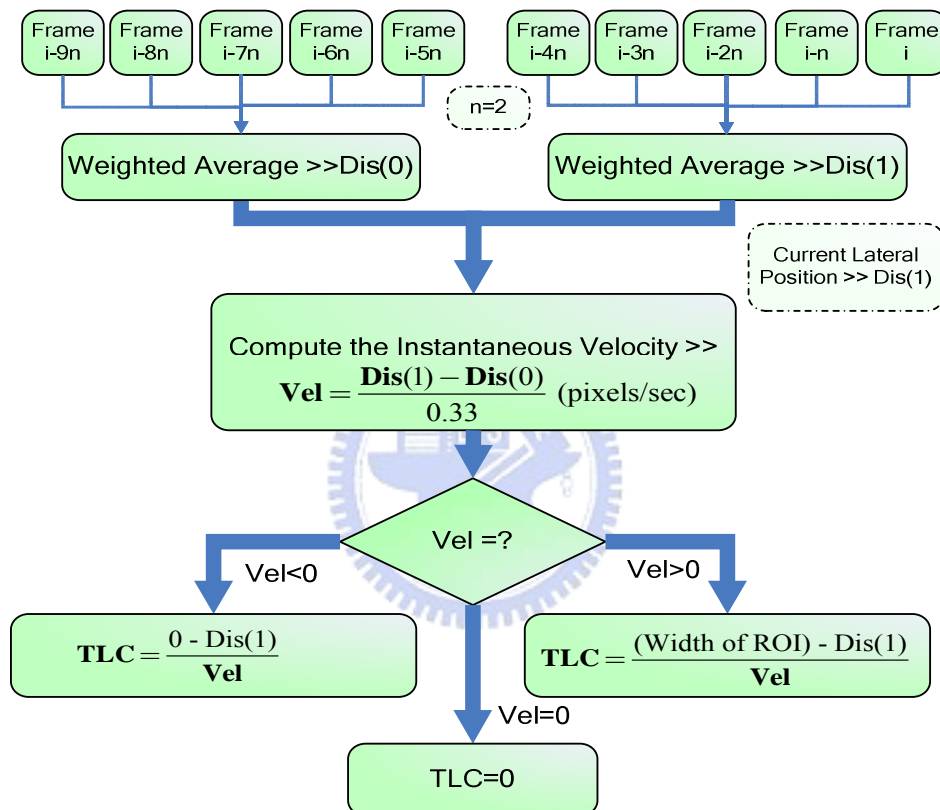 Frame i-9n
Frame i-8n
Frame i-7n
Frame i-6n
Frame i-5n
Frame i-4n
Frame i-3n
Frame i-2n
Frame i-n
Frame i
n=2
Weighted Average >>Dis(0)
Weighted Average >>Dis(1)
Current Lateral
Position >> Dis(1)
Compute the Instantaneous Velocity >>
Vel = (Dis(1) − Dis(0)) / 0.33 (pixels/sec)
Vel =?
Vel<0
Vel>0
TLC = (0 - Dis(1)) / Vel
TLC = ((Width of ROI) - Dis(1)) / Vel
Vel=0
TLC=0